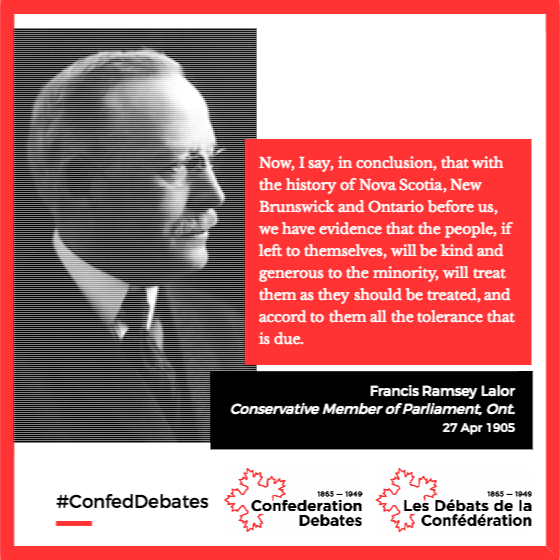 Now, I say, in conclusion, that with
the history of Nova Scotia, New
Brunswick and Ontario before us,
we have evidence that the people, if
left to themselves, will be kind and
generous to the minority, will treat
them as they should be treated, and
accord to them all the tolerance that
is due.
Francis Ramsey Lalor
Conservative Member of Parliament, Ont.
27 Apr 1905
#ConfedDebates
1865 — 1949
Confederation
Debates
1865 — 1949
Les Débats de la
Confédération